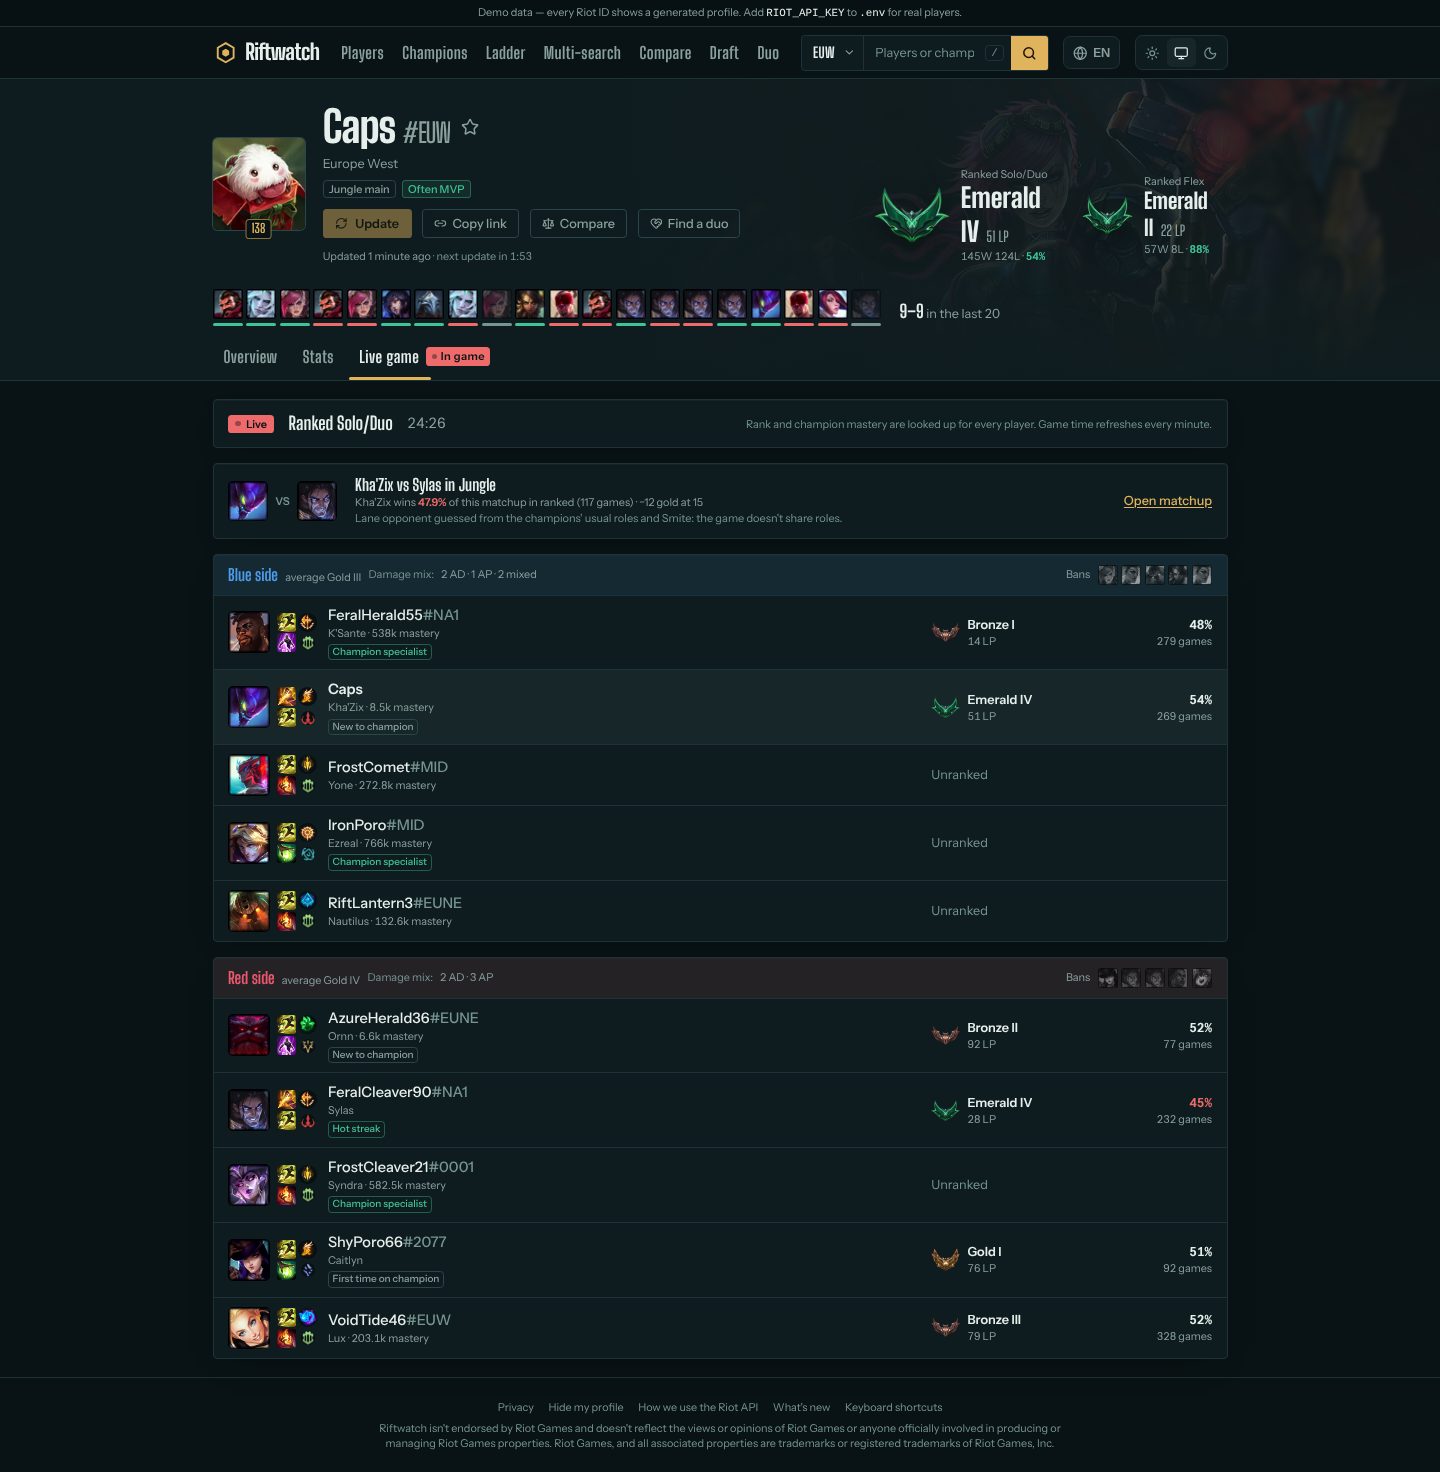 Demo data — every Riot ID shows a generated profile. Add RIOT_API_KEY to .env for real players.
Riftwatch Players Champions Ladder Multi-search Compare Draft Duo EUW Players or champ / EN
Caps #EUW
Europe West
Jungle main Often MVP
Update Copy link Compare Find a duo
Updated 1 minute ago · next update in 1:53
138
Ranked Solo/Duo
Emerald
IV 51 LP
145W 124L · 54%
Ranked Flex
Emerald
II 22 LP
57W 8L · 88%
9–9 in the last 20
Overview Stats Live game In game
Live Ranked Solo/Duo 24:26 Rank and champion mastery are looked up for every player. Game time refreshes every minute.
VS
Kha'Zix vs Sylas in Jungle
Kha'Zix wins 47.9% of this matchup in ranked (117 games) · −12 gold at 15
Lane opponent guessed from the champions' usual roles and Smite: the game doesn't share roles.
Open matchup
Blue side average Gold III Damage mix: 2 AD · 1 AP · 2 mixed Bans
FeralHerald55#NA1
K'Sante · 538k mastery
Champion specialist
Bronze I
14 LP
48%
279 games
Caps
Kha'Zix · 8.5k mastery
New to champion
Emerald IV
51 LP
54%
269 games
FrostComet#MID
Yone · 272.8k mastery
Unranked
IronPoro#MID
Ezreal · 766k mastery
Champion specialist
Unranked
RiftLantern3#EUNE
Nautilus · 132.6k mastery
Unranked
Red side average Gold IV Damage mix: 2 AD · 3 AP Bans
AzureHerald36#EUNE
Ornn · 6.6k mastery
New to champion
Bronze II
92 LP
52%
77 games
FeralCleaver90#NA1
Sylas
Hot streak
Emerald IV
28 LP
45%
232 games
FrostCleaver21#0001
Syndra · 582.5k mastery
Champion specialist
Unranked
ShyPoro66#2077
Caitlyn
First time on champion
Gold I
76 LP
51%
92 games
VoidTide46#EUW
Lux · 203.1k mastery
Bronze III
79 LP
52%
328 games
Privacy Hide my profile How we use the Riot API What's new Keyboard shortcuts
Riftwatch isn't endorsed by Riot Games and doesn't reflect the views or opinions of Riot Games or anyone officially involved in producing or
managing Riot Games properties. Riot Games, and all associated properties are trademarks or registered trademarks of Riot Games, Inc.